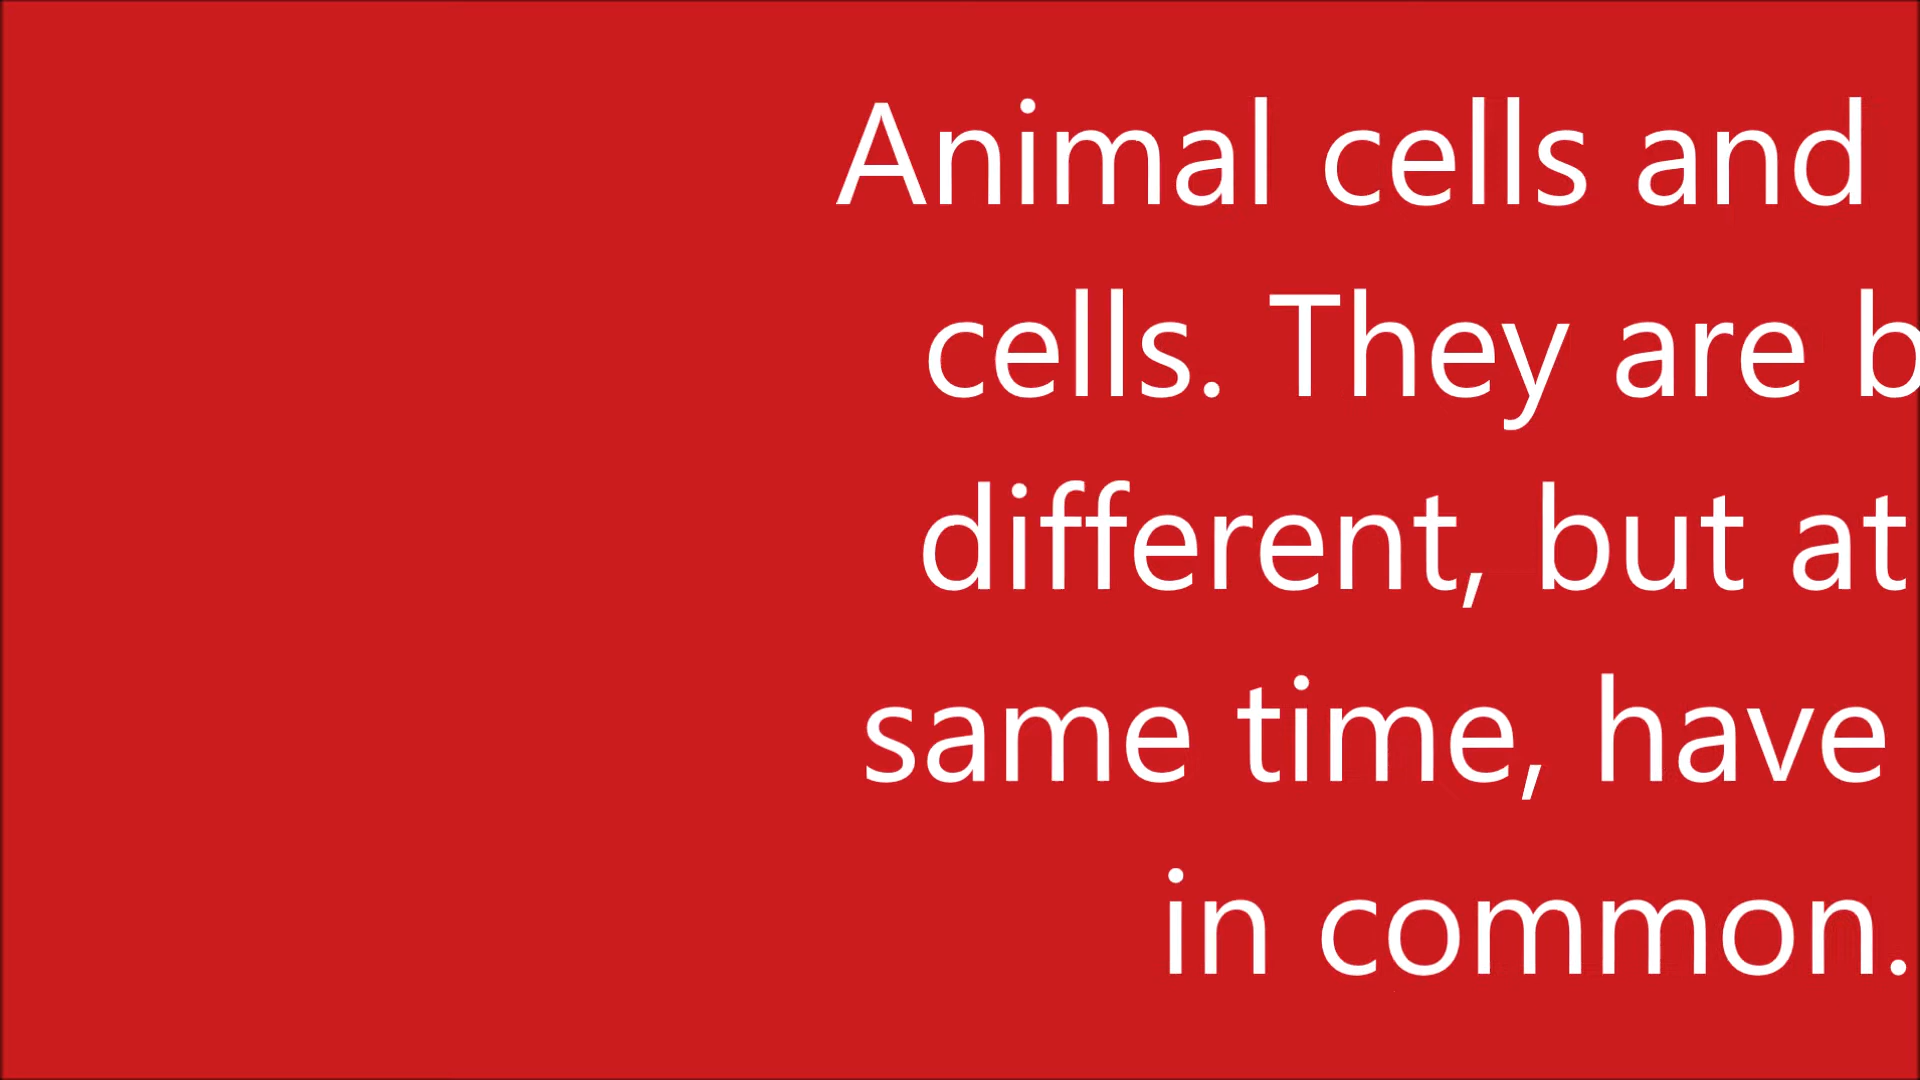 Animal cells and
cells. They are
different, but at
same time, have
in common.